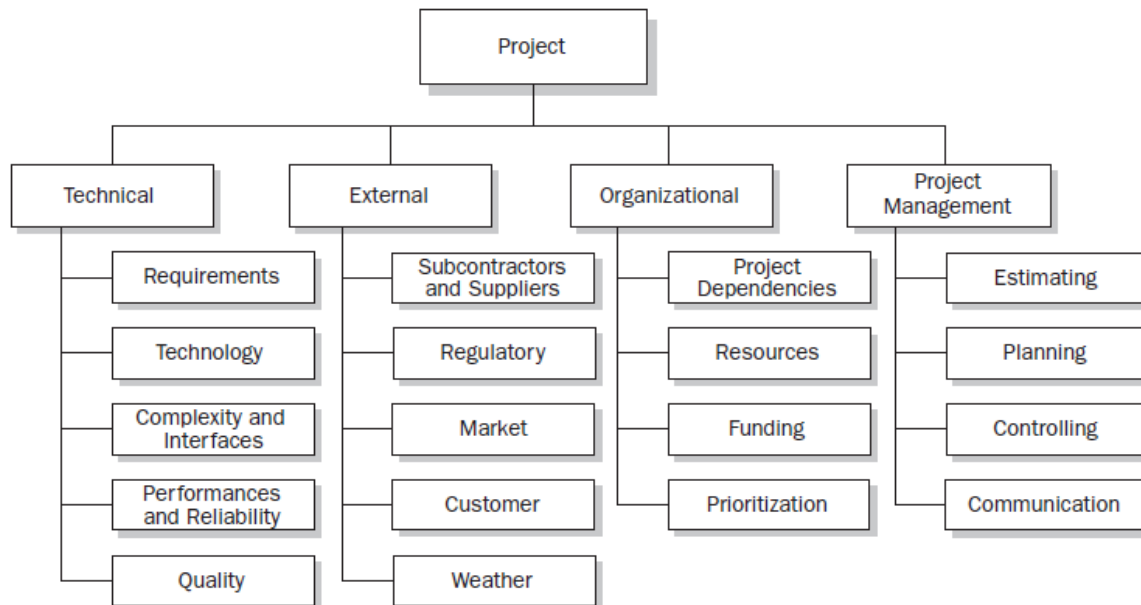 Project
Technical
External
Organizational
Project
Management
Requirements
Technology
Complexity and
Interfaces
Performances
and Reliability
Quality
Subcontractors
and Suppliers
Regulatory
Market
Customer
Weather
Project
Dependencies
Resources
Funding
Prioritization
Estimating
Planning
Controlling
Communication